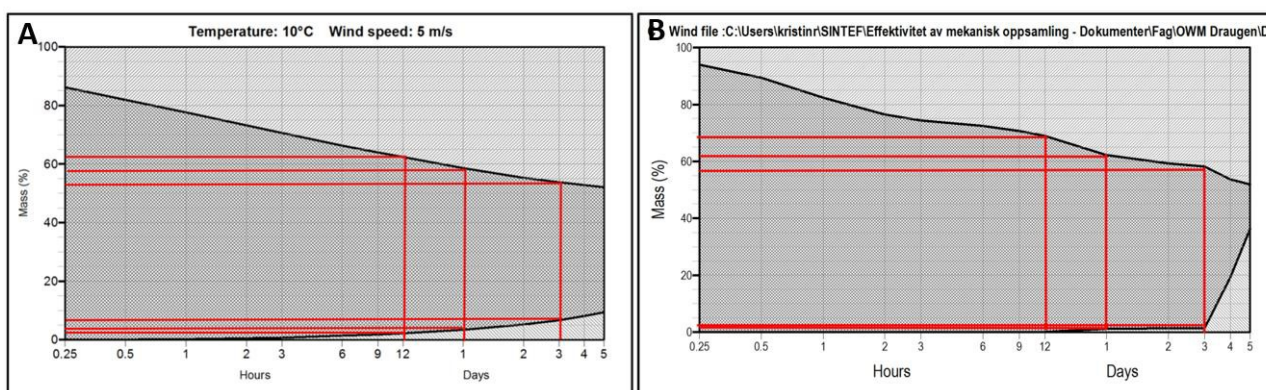 A
Temperature: 10°C Wind speed: 5 m/s
100
80
60
40
20
0
Mass (%)
0.25 0.5 1 2 3 6 9 12 1 2 3 4 5
Hours Days
B
Wind file :C:\Users\kristinr\SINTEF\Effektivitet av mekanisk oppsamling - Dokumenter\Fag\OWM Draugen\D
100
80
60
40
20
0
Mass (%)
0.25 0.5 1 2 3 6 9 12 1 2 3 4 5
Hours Days